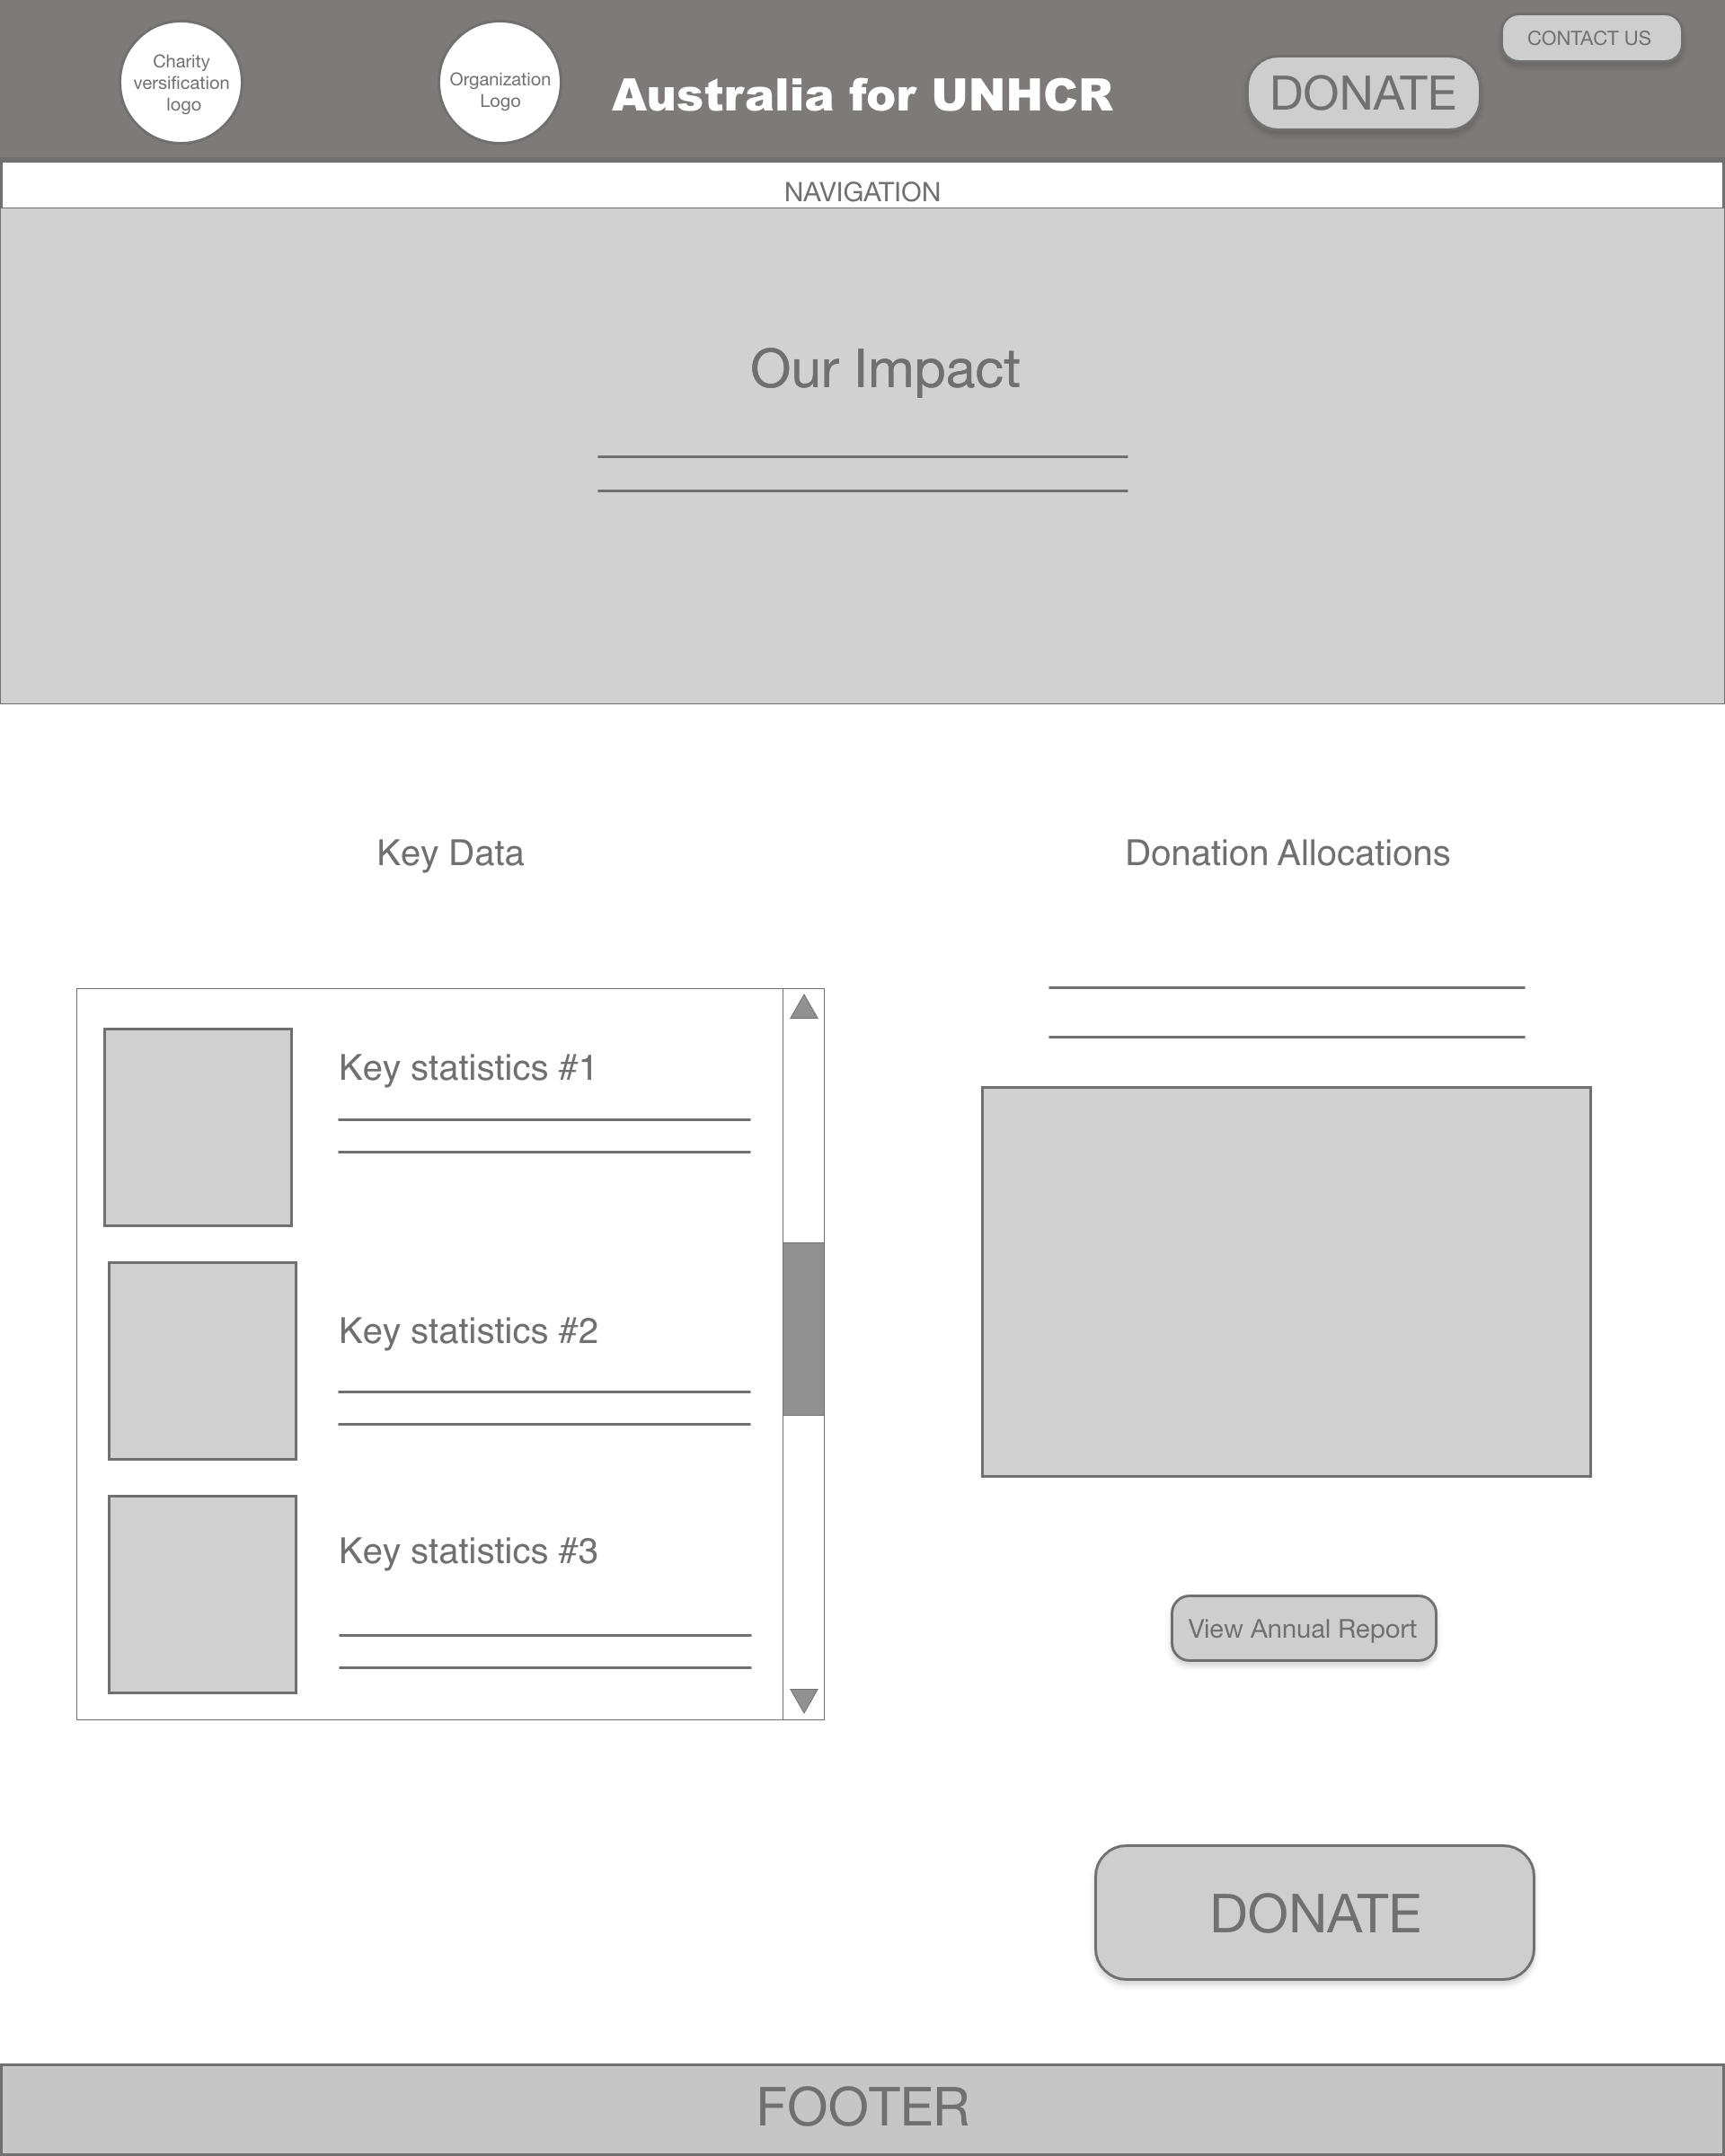 Charity
versification
logo
Organization
Logo
Australia for UNHCR
DONATE
CONTACT US
NAVIGATION
Our Impact
Key Data
Key statistics #1
Key statistics #2
Key statistics #3
Donation Allocations
View Annual Report
DONATE
FOOTER